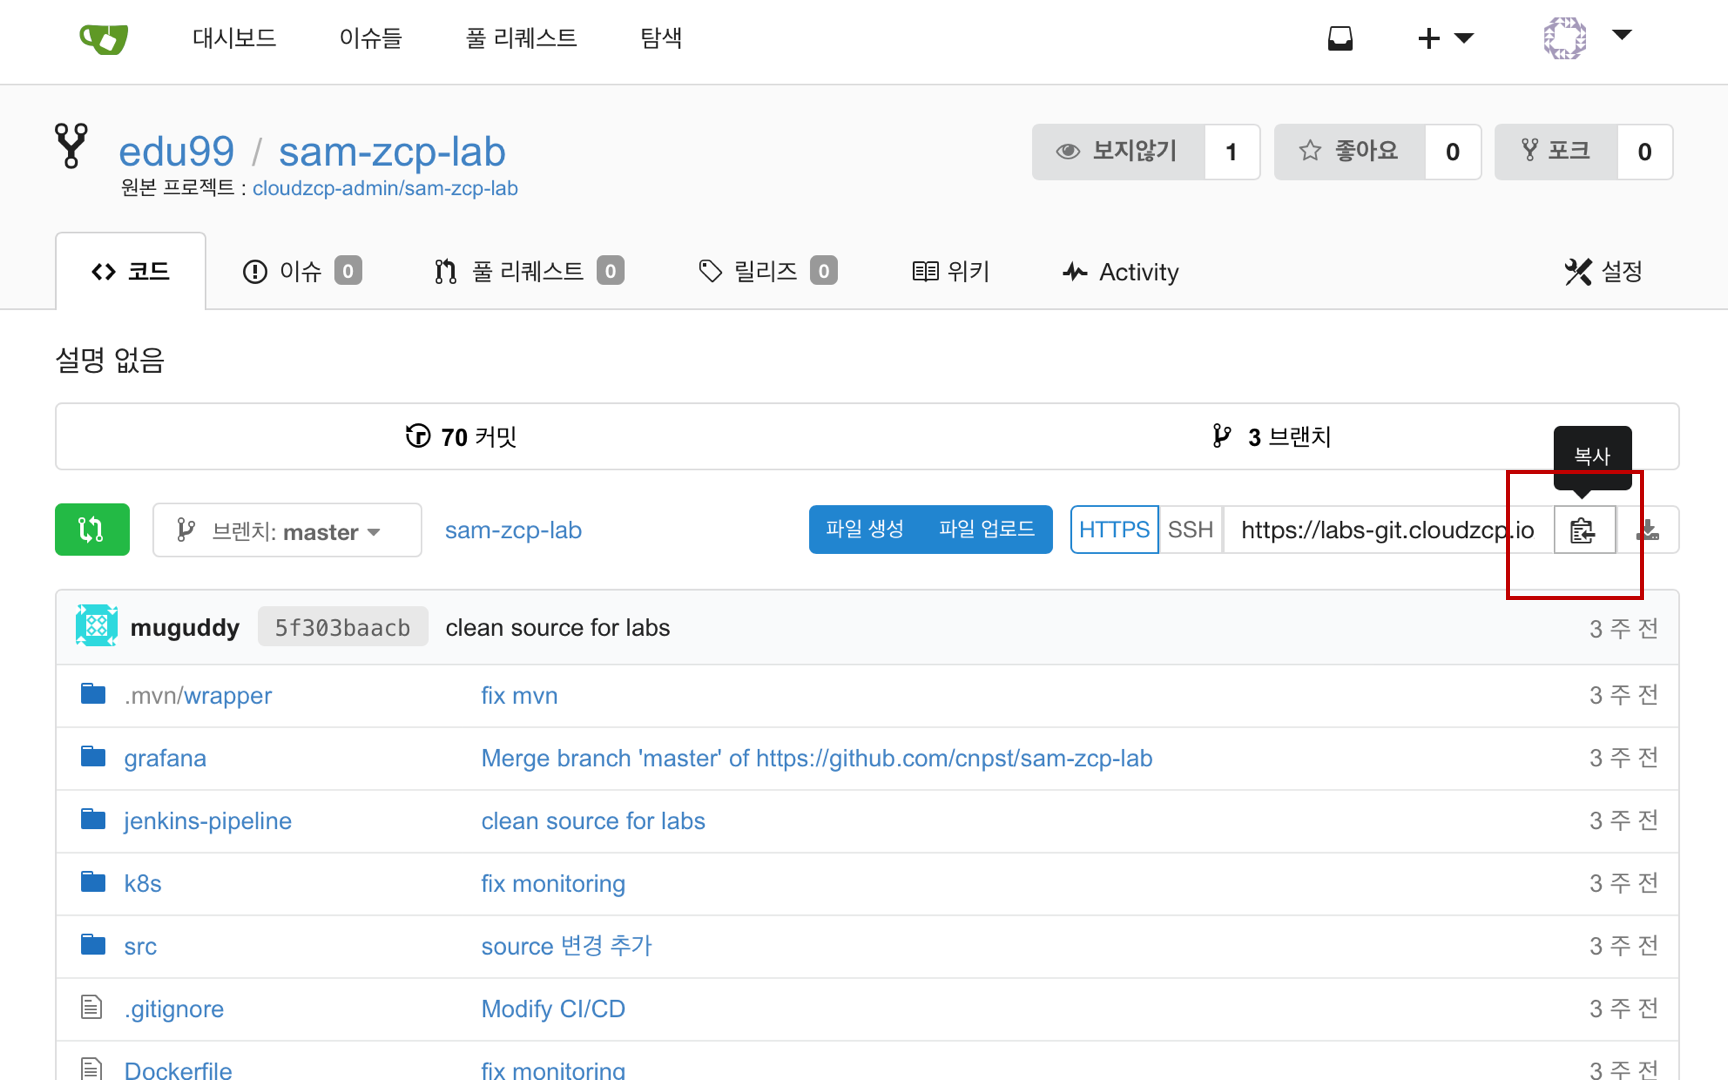 대시보드 이슈들 풀 리퀘스트 탐색
edu99 / sam-zcp-lab
보지않기 1 좋아요 0 포크 0
원본 프로젝트 : cloudzcp-admin/sam-zcp-lab
코드 이슈 0 풀 리퀘스트 0 릴리즈 0 위키 Activity 설정
설명 없음
70 커밋 3 브랜치
복사
브렌치: master sam-zcp-lab 파일 생성 파일 업로드 HTTPS SSH https://labs-git.cloudzcp.io
muguddy 5f303baacb clean source for labs 3 주 전
.mvn/wrapper fix mvn 3 주 전
grafana Merge branch 'master' of https://github.com/cnpst/sam-zcp-lab 3 주 전
jenkins-pipeline clean source for labs 3 주 전
k8s fix monitoring 3 주 전
src source 변경 추가 3 주 전
.gitignore Modify CI/CD 3 주 전
Dockerfile fix monitoring 3 주 전